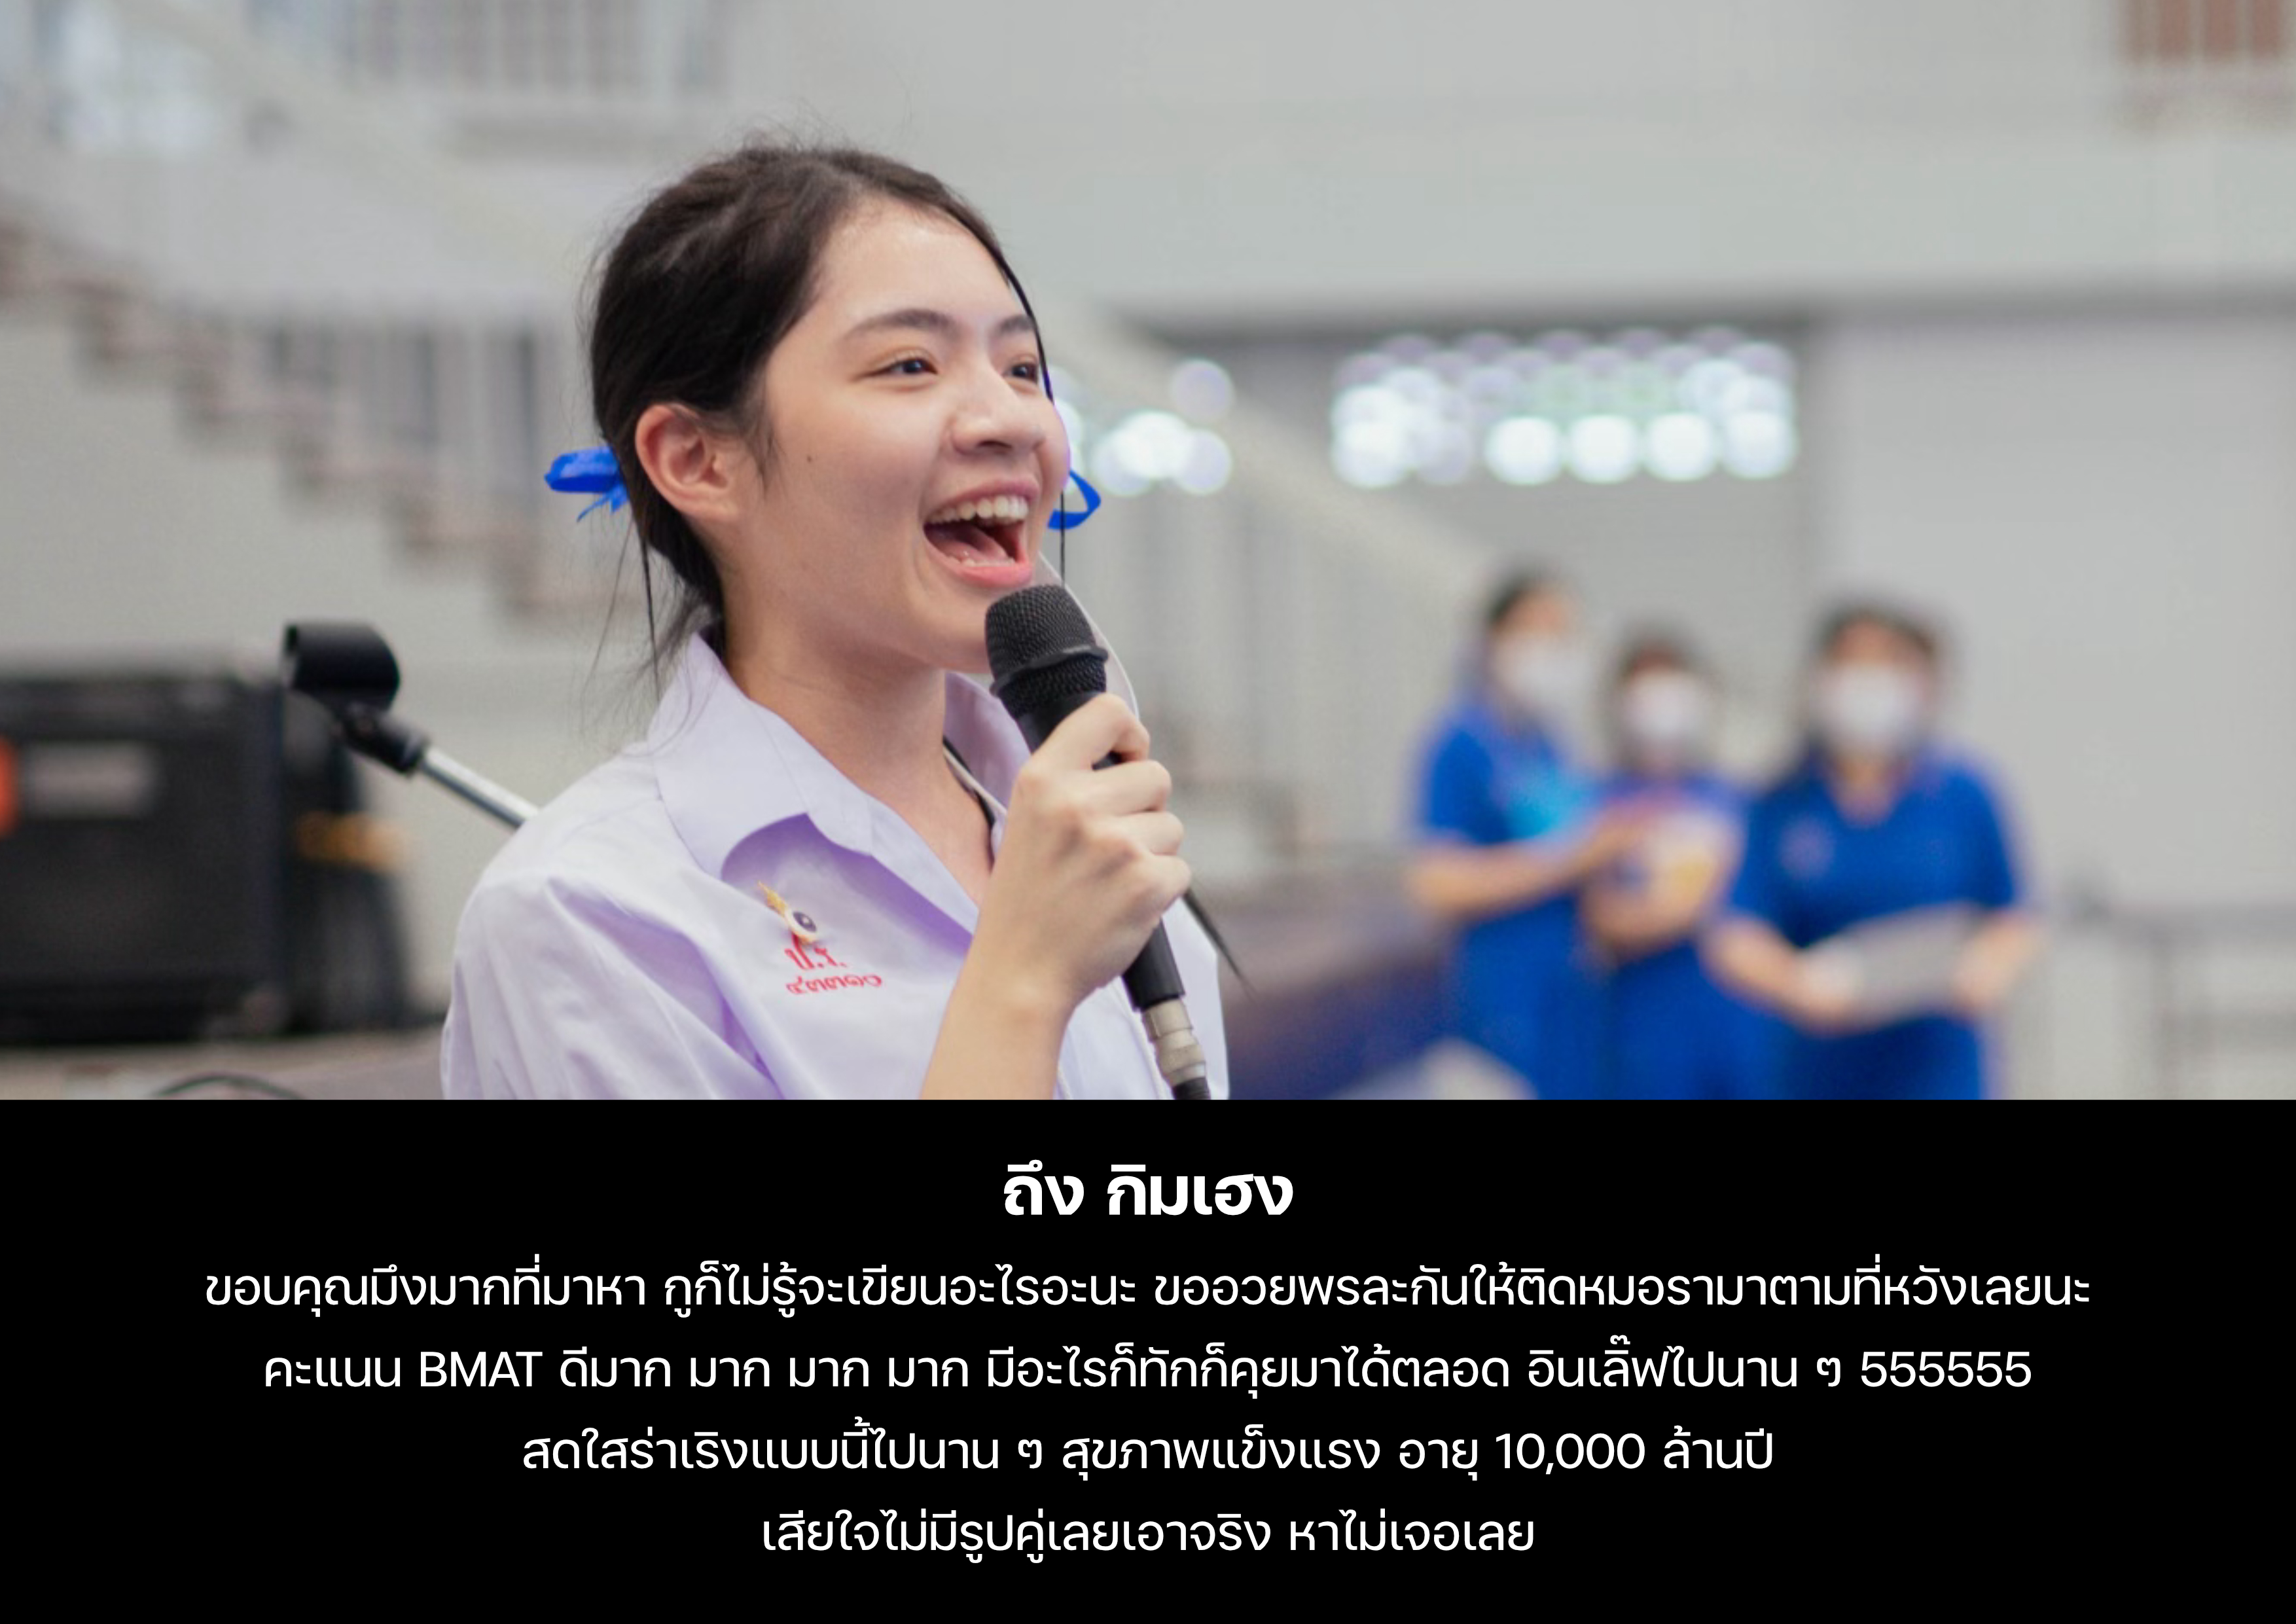 ป.ร.
๔๓๓๑๐
ถึง กิมเฮง
ขอบคุณมึงมากที่มาหา กูก็ไม่รู้จะเขียนอะไรอะนะ ขออวยพรละกันให้ติดหมอรามาตามที่หวังเลยนะ
คะแนน BMAT ดีมาก มาก มาก มาก มีอะไรก็ทักก็คุยมาได้ตลอด อินเลิ๊ฟไปนาน ๆ 555555
สดใสร่าเริงแบบนี้ไปนาน ๆ สุขภาพแข็งแรง อายุ 10,000 ล้านปี
เสียใจไม่มีรูปคู่เลยเอาจริง หาไม่เจอเลย